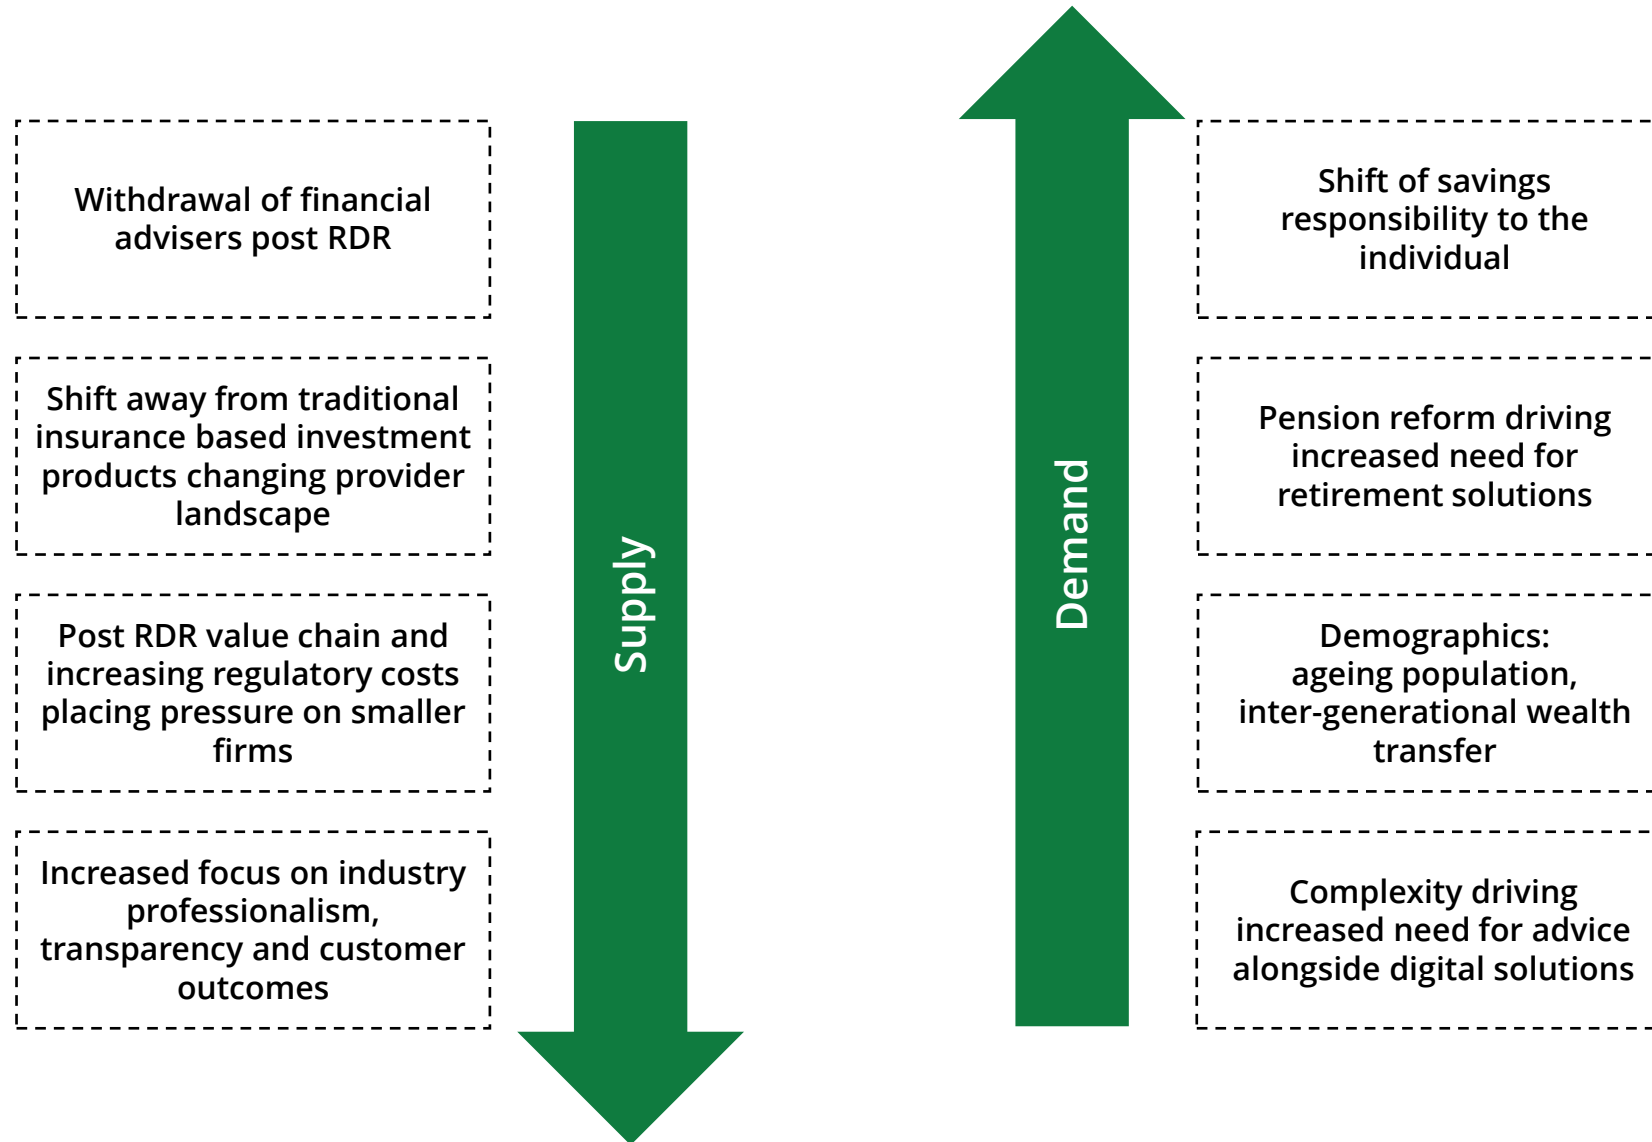 Withdrawal of financial
advisers post RDR
Shift away from traditional
insurance based investment
products changing provider
landscape
Post RDR value chain and
increasing regulatory costs
placing pressure on smaller
firms
Increased focus on industry
professionalism,
transparency and customer
outcomes
Supply
Demand
Shift of savings
responsibility to the
individual
Pension reform driving
increased need for
retirement solutions
Demographics:
ageing population,
inter-generational wealth
transfer
Complexity driving
increased need for advice
alongside digital solutions